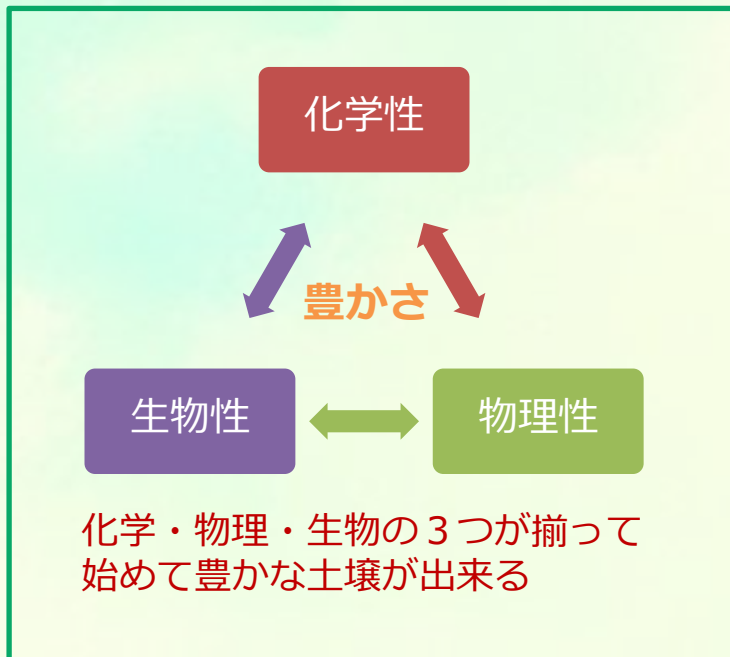 化学性
豊かさ
生物性
物理性
化学・物理・生物の３つが揃って
始めて豊かな土壌が出来る